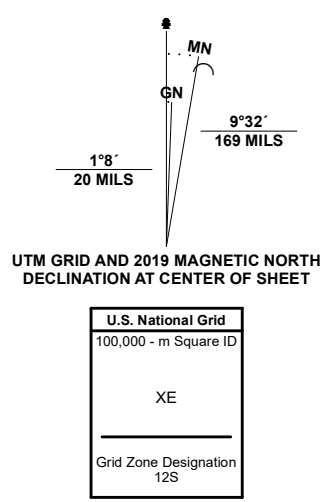 MN
GN
9°32´
169 MILS
1°8´
20 MILS
UTM GRID AND 2019 MAGNETIC NORTH
DECLINATION AT CENTER OF SHEET
U.S. National Grid
100,000 - m Square ID
XE
Grid Zone Designation
12S